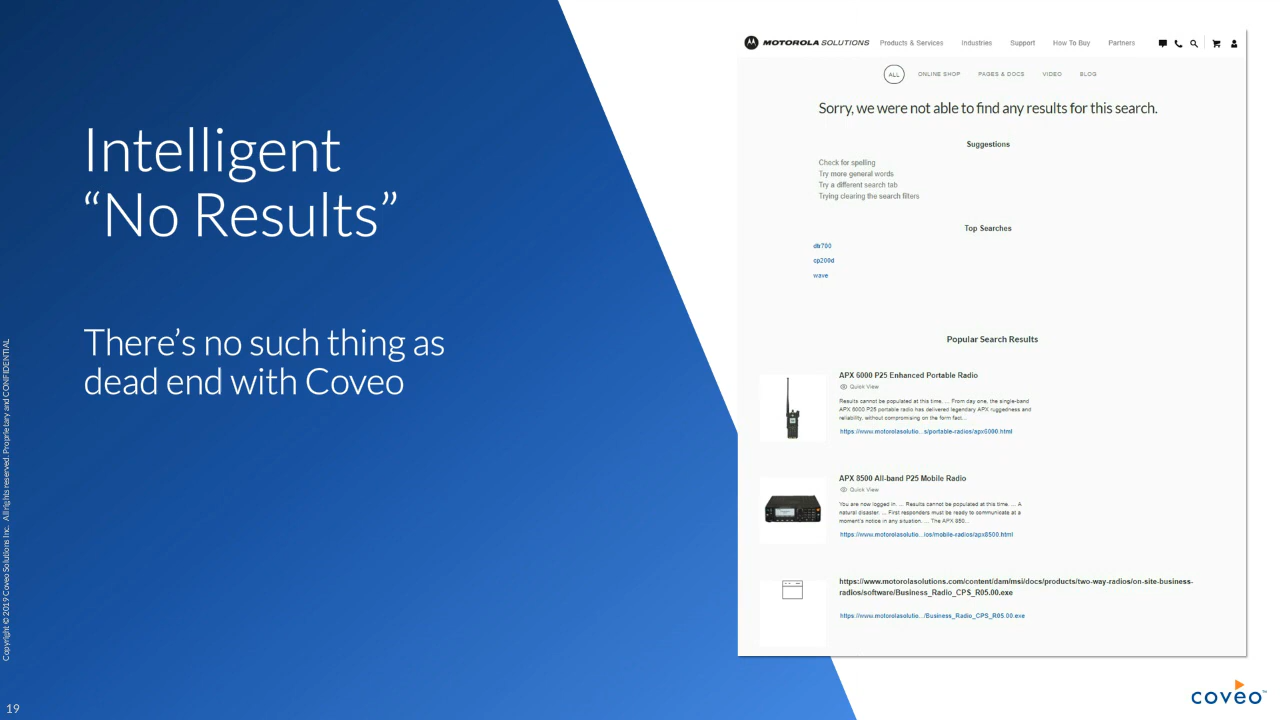 Intelligent
“No Results”
There’s no such thing as
dead end with Coveo
Copyright © 2019 Coveo Solutions Inc. All rights reserved. Proprietary and CONFIDENTIAL
19
MOTOROLA SOLUTIONS Products & Services Industries Support How To Buy Partners
ALL ONLINE SHOP PAGES & DOCS VIDEO BLOG
Sorry, we were not able to find any results for this search.
Suggestions
Check for spelling
Try more general words
Try a different search tab
Trying clearing the search filters
Top Searches
dlr700
cp200d
wave
Popular Search Results
APX 6000 P25 Enhanced Portable Radio
Quick View
Results cannot be populated at this time. ... From day one, the single-band
APX 6000 P25 portable radio has delivered legendary APX ruggedness and
reliability, without compromising on the form fact...
https://www.motorolasolutio...s/portable-radios/apx6000.html
APX 8500 All-band P25 Mobile Radio
Quick View
You are now logged in. ... Results cannot be populated at this time. ... A
natural disaster. ... First responders must be ready to communicate at a
moment's notice in any situation. ... The APX 850...
https://www.motorolasolutio...ios/mobile-radios/apx8500.html
https://www.motorolasolutions.com/content/dam/msi/docs/products/two-way-radios/on-site-business-
radios/software/Business_Radio_CPS_R05.00.exe
https://www.motorolasolutio.../Business_Radio_CPS_R05.00.exe
coveo™